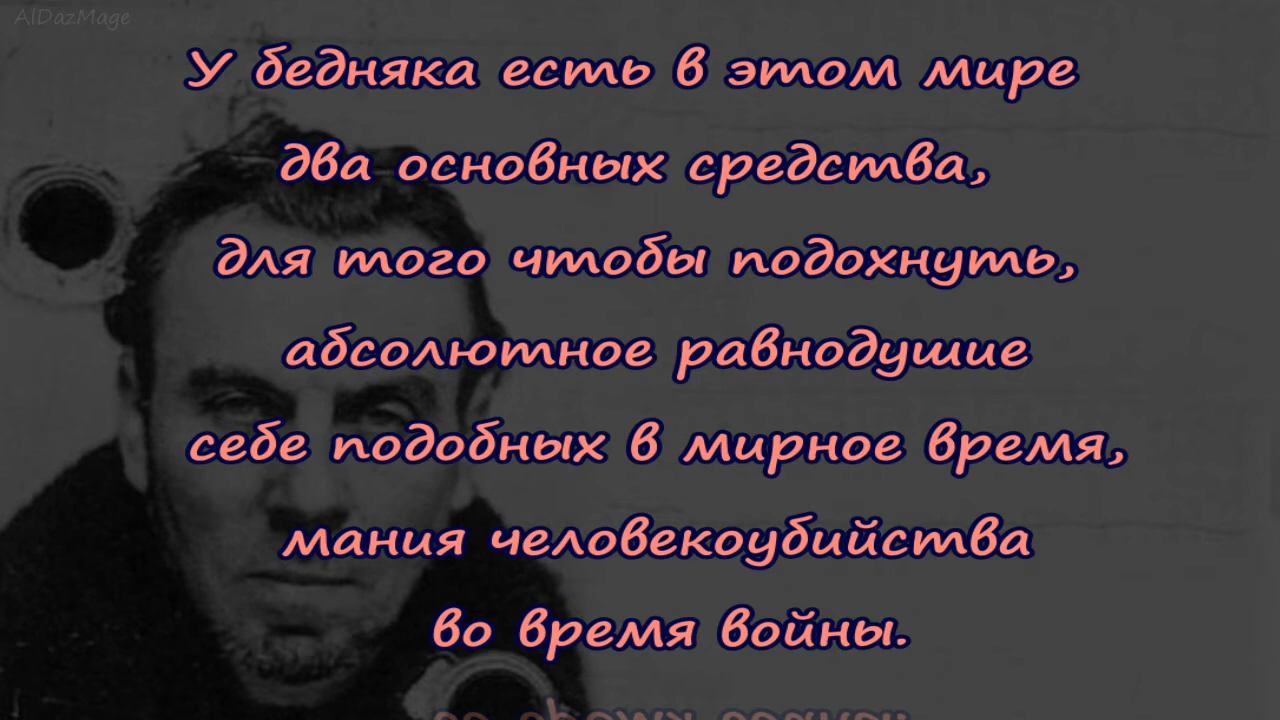 AlDazMage
У бедняка есть в этом мире
два основных средства,
для того чтобы подохнуть,
абсолютное равнодушие
себе подобных в мирное время,
мания человекоубийства
во время войны.